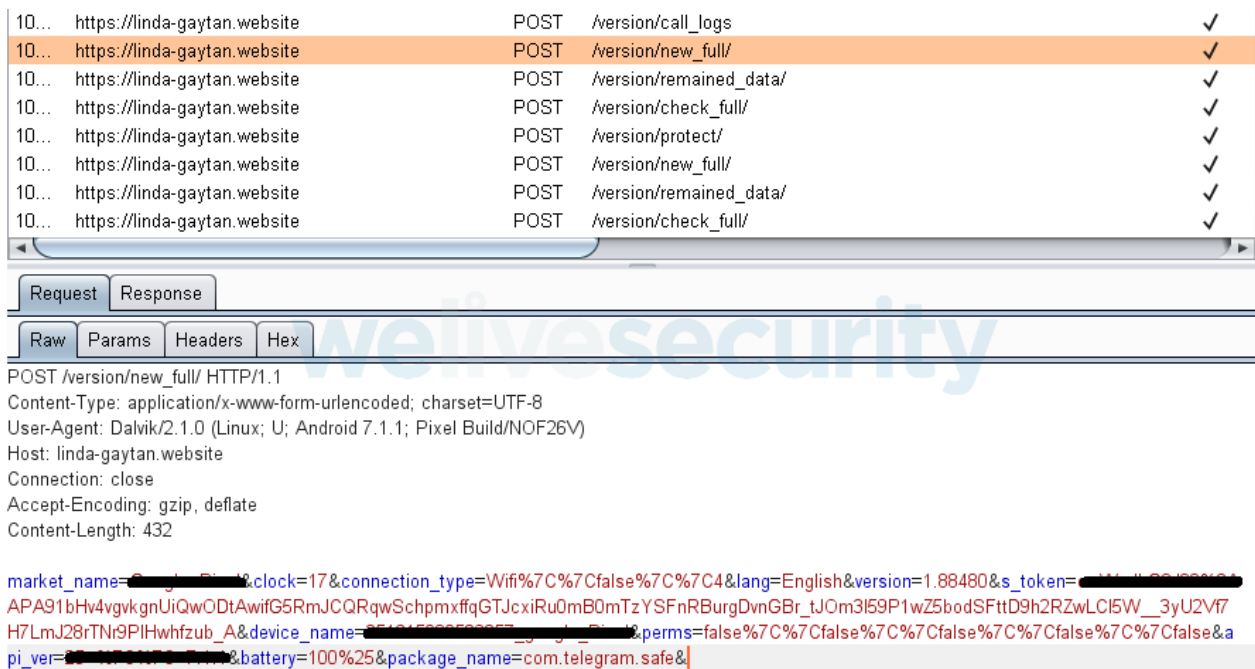 10... https://linda-gaytan.website POST /version/call_logs ✓
10... https://linda-gaytan.website POST /version/new_full/ ✓
10... https://linda-gaytan.website POST /version/remained_data/ ✓
10... https://linda-gaytan.website POST /version/check_full/ ✓
10... https://linda-gaytan.website POST /version/protect/ ✓
10... https://linda-gaytan.website POST /version/new_full/ ✓
10... https://linda-gaytan.website POST /version/remained_data/ ✓
10... https://linda-gaytan.website POST /version/check_full/ ✓
Request Response
welivesecurity
Raw Params Headers Hex
POST /version/new_full/ HTTP/1.1
Content-Type: application/x-www-form-urlencoded; charset=UTF-8
User-Agent: Dalvik/2.1.0 (Linux; U; Android 7.1.1; Pixel Build/NOF26V)
Host: linda-gaytan.website
Connection: close
Accept-Encoding: gzip, deflate
Content-Length: 432
market_name= &clock=17&connection_type=Wifi%7C%7Cfalse%7C%7C4&lang=English&version=1.88480&s_token=
APA91bHv4vgvkgnUiQwODtAwifG5RmJCQRqwSchpmxffqGTJcxiRu0mB0mTzYSFnRBurgDvnGBr_tJOm3I59P1wZ5bodSFttD9h2RZwLCI5W__3yU2Vf7
H7LmJ28rTNr9PIHwhfzub_A&device_name= &perms=false%7C%7Cfalse%7C%7Cfalse%7C%7Cfalse%7C%7Cfalse&a
pi_ver= &battery=100%25&package_name=com.telegram.safe&